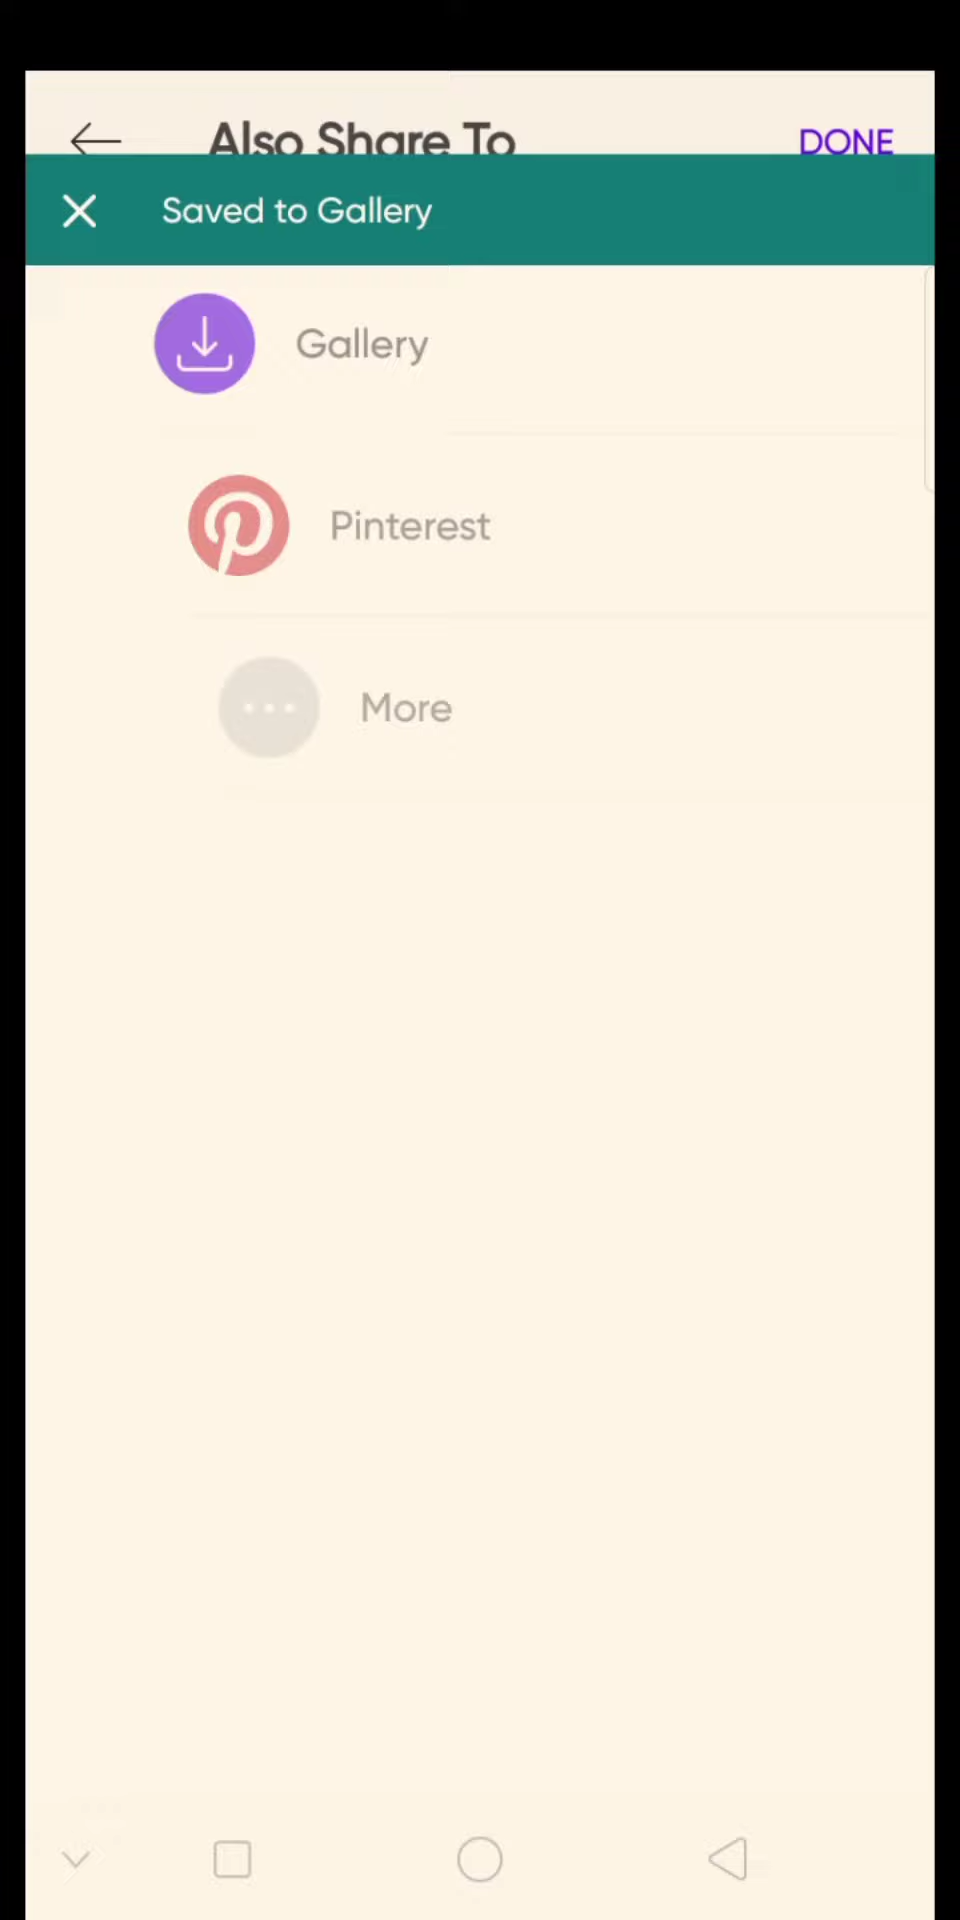 Also Share To
DONE
Saved to Gallery
Gallery
Pinterest
More